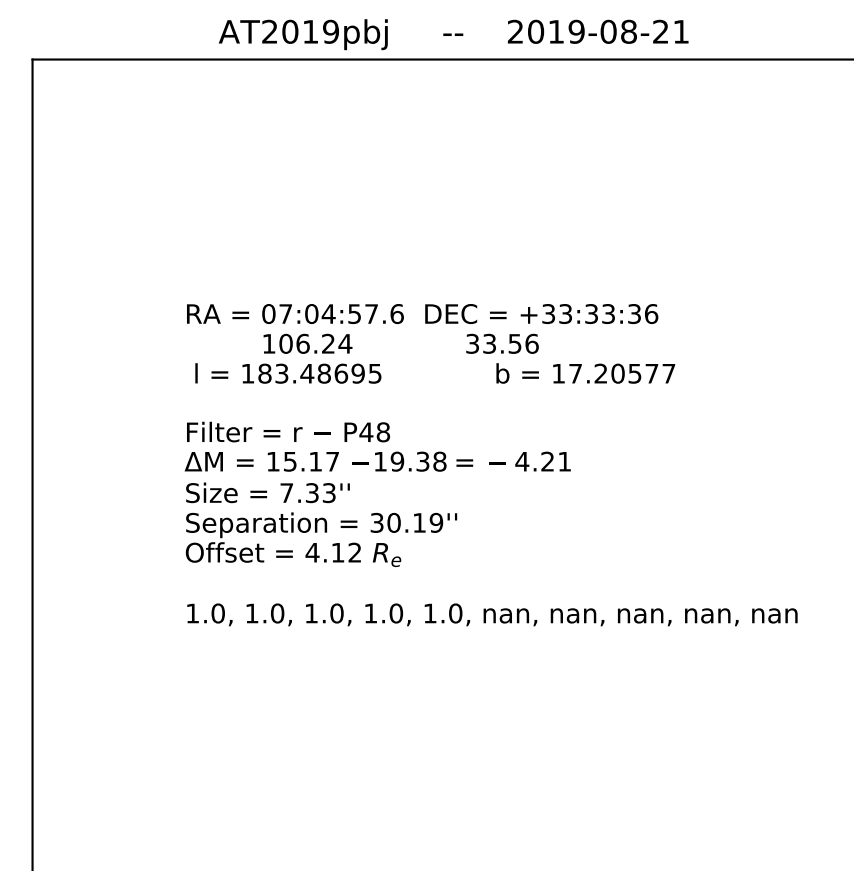 AT2019pbj -- 2019-08-21
RA = 07:04:57.6 DEC = +33:33:36
106.24 33.56
l = 183.48695 b = 17.20577
Filter = r − P48
ΔM = 15.17 −19.38 = − 4.21
Size = 7.33''
Separation = 30.19''
Offset = 4.12 Re
1.0, 1.0, 1.0, 1.0, 1.0, nan, nan, nan, nan, nan